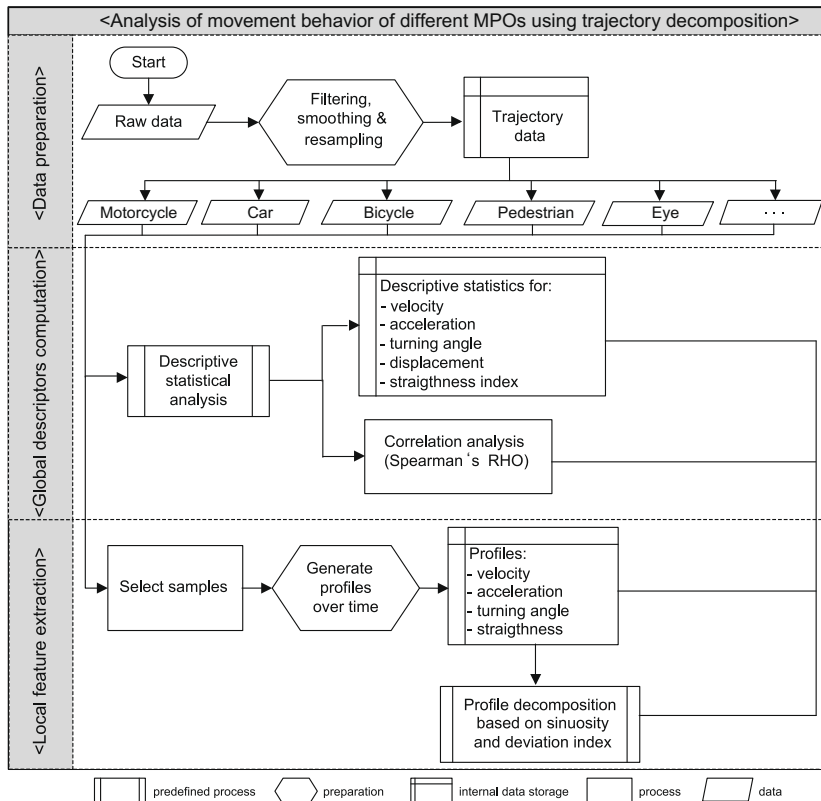 <Analysis of movement behavior of different MPOs using trajectory decomposition>
<Data preparation>
Start
Raw data
Filtering,
smoothing &
resampling
Trajectory
data
Motorcycle
Car
Bicycle
Pedestrian
Eye
. . .
<Global descriptors computation>
Descriptive
statistical
analysis
Descriptive statistics for:
- velocity
- acceleration
- turning angle
- displacement
- straigthness index
Correlation analysis
(Spearman´s RHO)
<Local feature extraction>
Select samples
Generate
profiles
over time
Profiles:
- velocity
- acceleration
- turning angle
- straigthness
Profile decomposition
based on sinuosity
and deviation index
predefined process
preparation
internal data storage
process
data